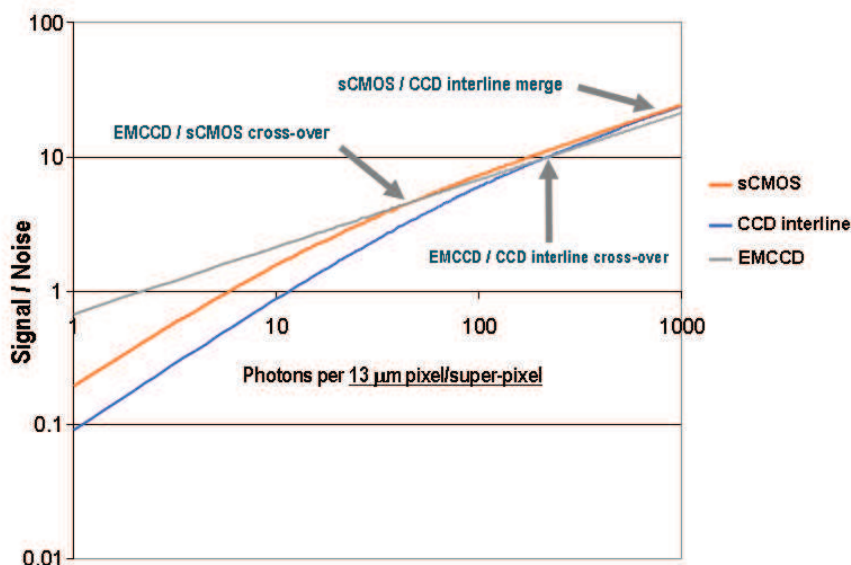 100
sCMOS / CCD interline merge
EMCCD / sCMOS cross-over
10
sCMOS
CCD interline
EMCCD
EMCCD / CCD interline cross-over
Signal / Noise
1
1
10
100
1000
Photons per 13 µm pixel/super-pixel
0.1
0.01